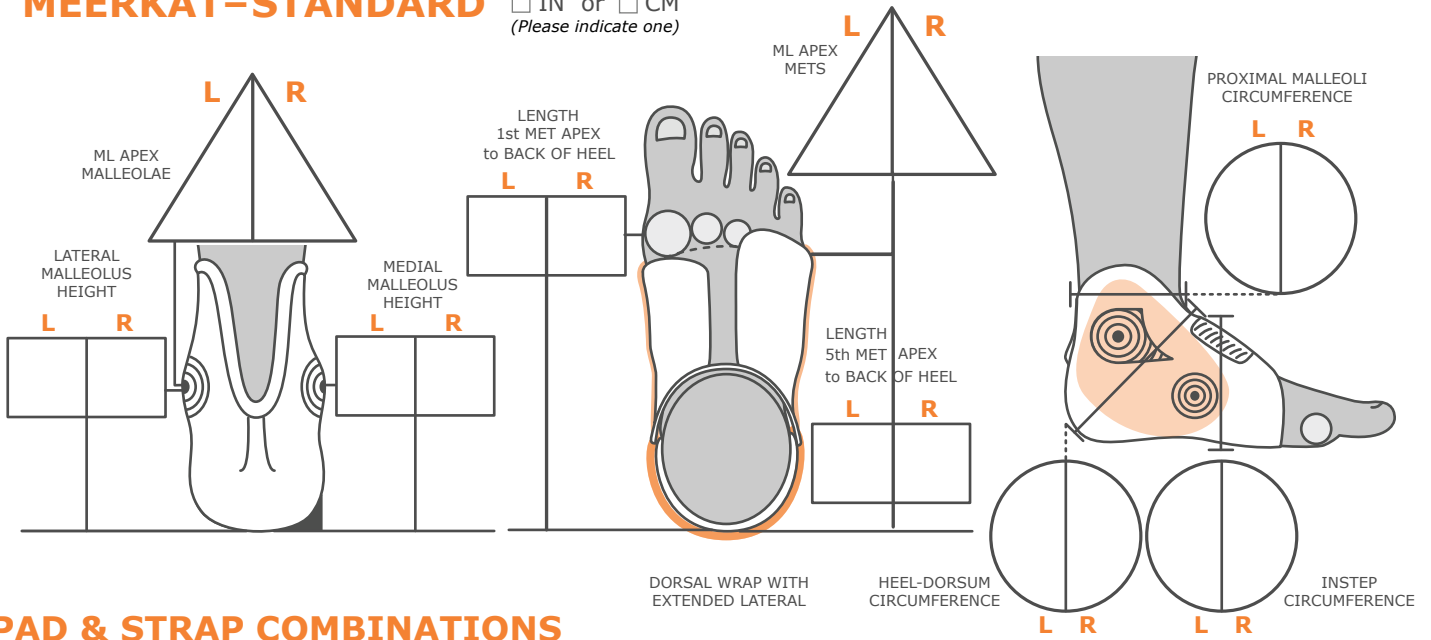 MEERKAT–STANDARD
☐ IN or ☐ CM
(Please indicate one)
L R
ML APEX
MALLEOLAE
LATERAL
MALLEOLUS
HEIGHT
L R
MEDIAL
MALLEOLUS
HEIGHT
L R
LENGTH
1st MET APEX
to BACK OF HEEL
L R
L R
ML APEX
METS
LENGTH
5th MET APEX
to BACK OF HEEL
L R
DORSAL WRAP WITH
EXTENDED LATERAL
PROXIMAL MALLEOLI
CIRCUMFERENCE
L R
HEEL-DORSUM
CIRCUMFERENCE
L R
INSTEP
CIRCUMFERENCE
L R
PAD & STRAP COMBINATIONS